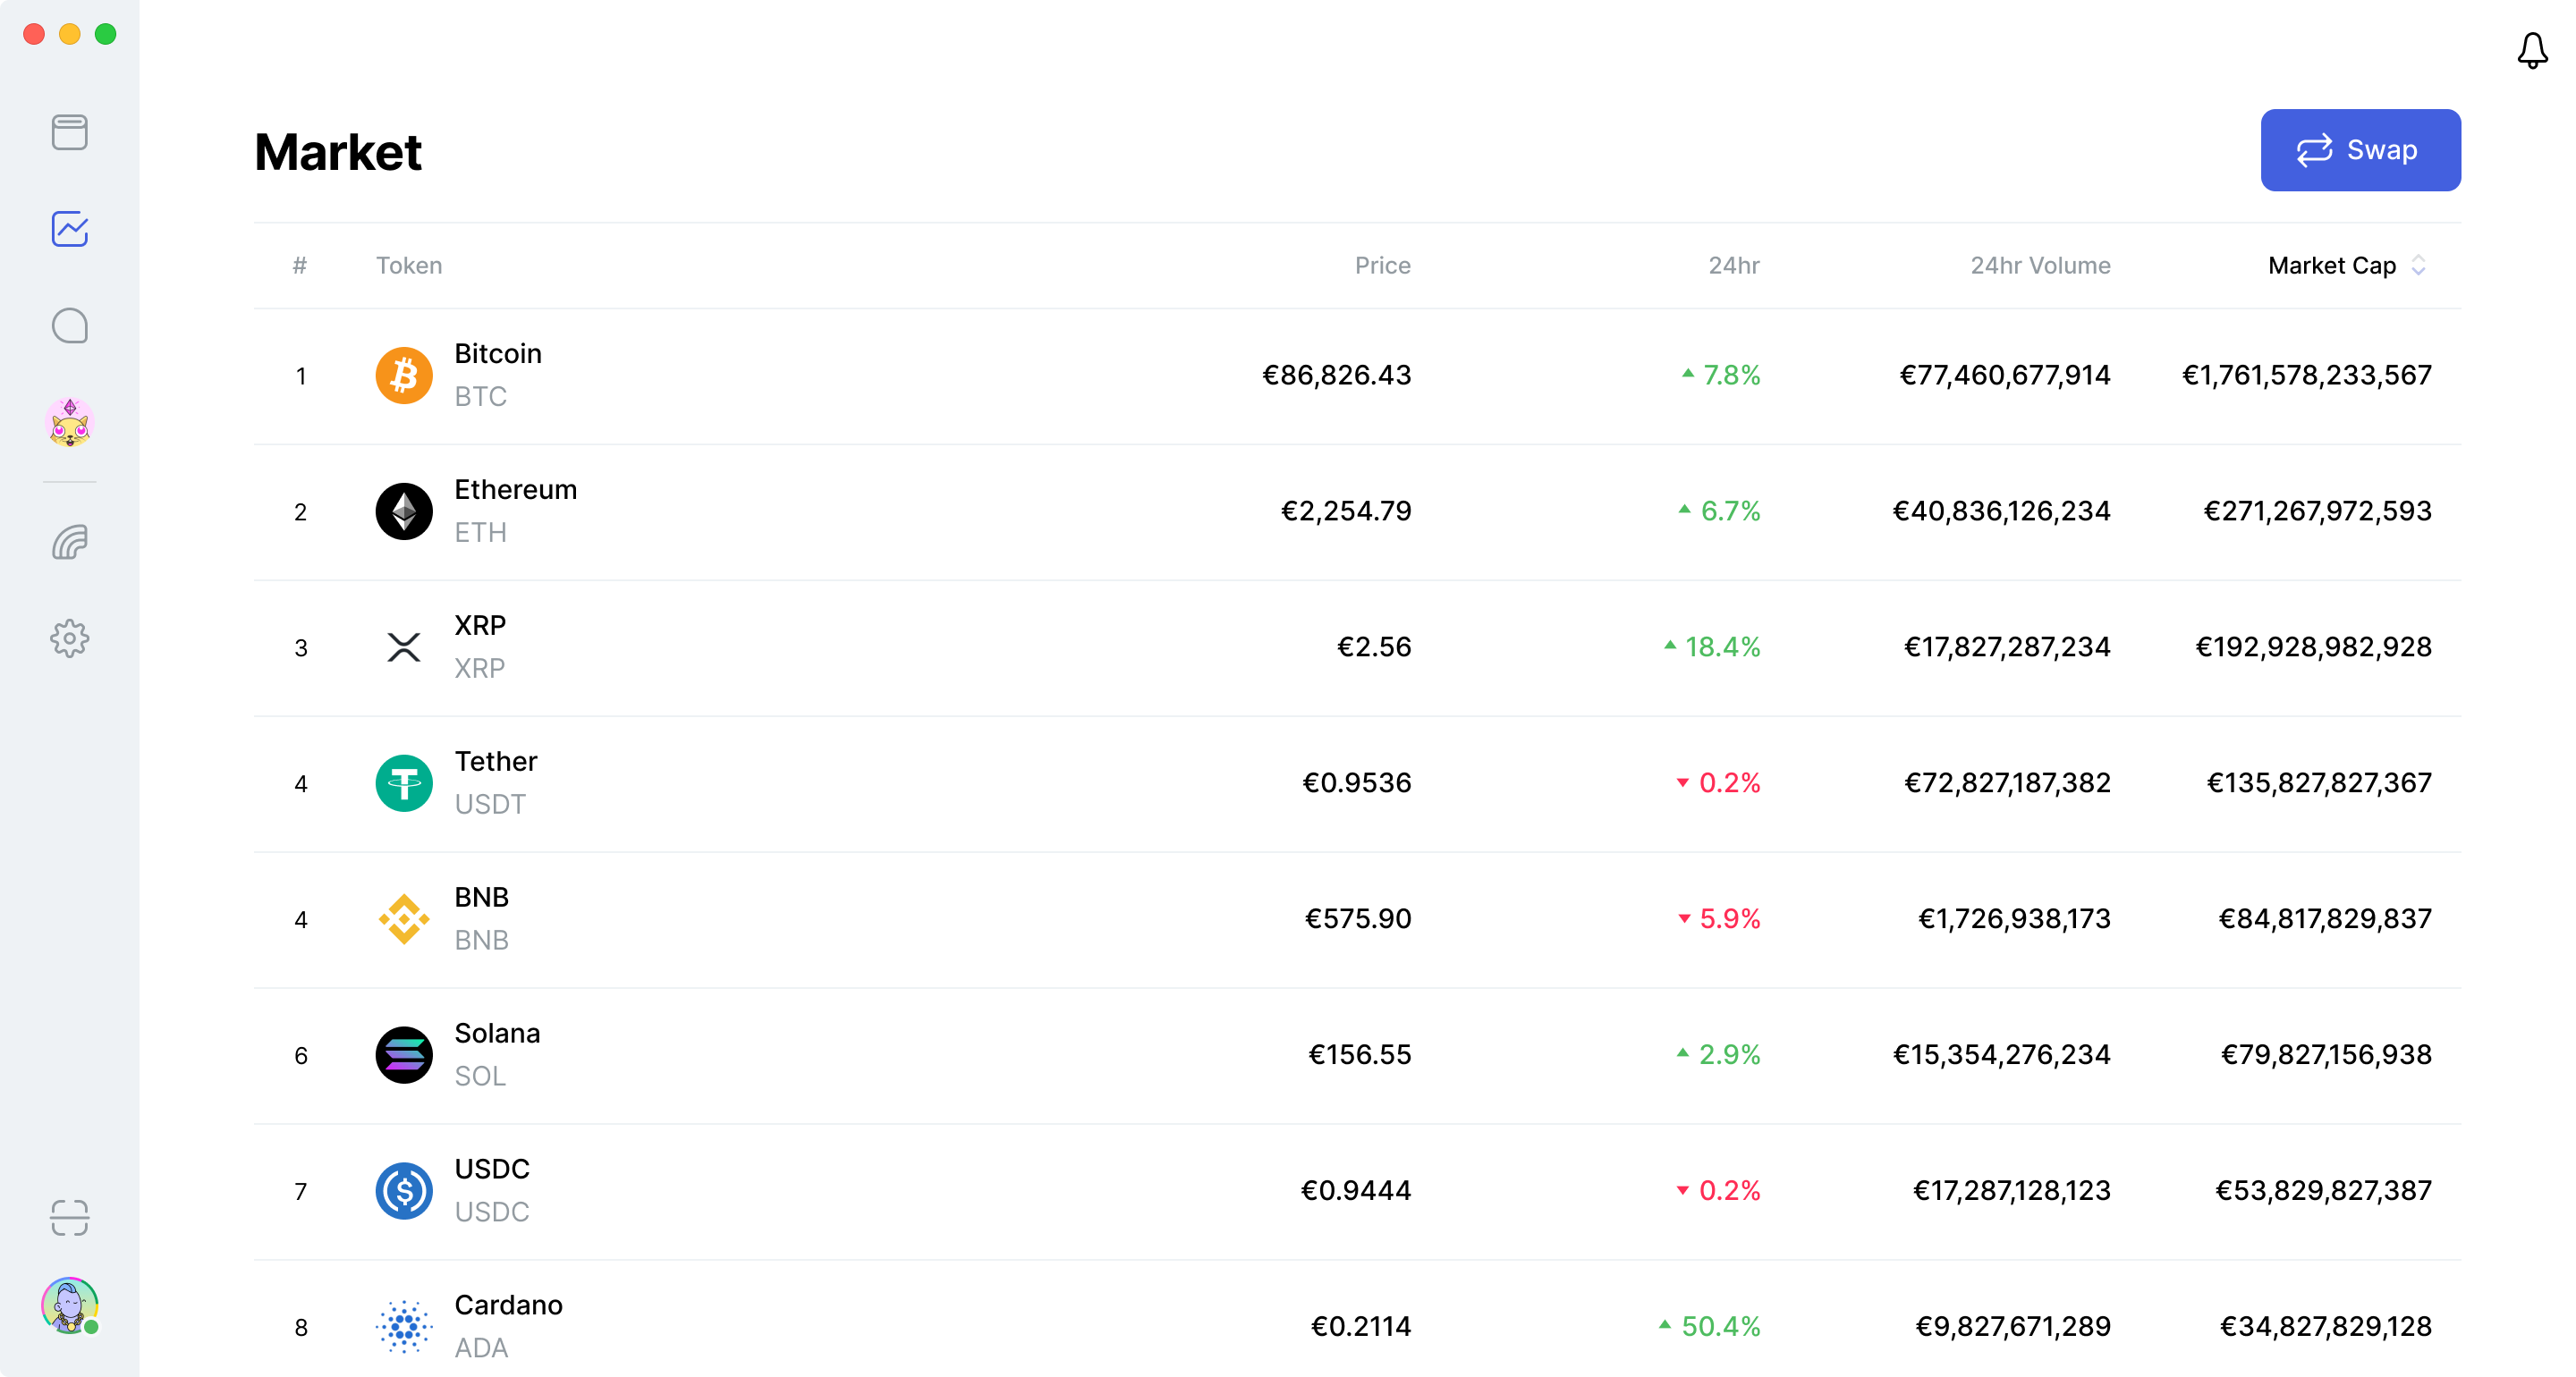 Market
Swap
# Token Price 24hr 24hr Volume Market Cap
1 Bitcoin €86,826.43 7.8% €77,460,677,914 €1,761,578,233,567
BTC
2 Ethereum €2,254.79 6.7% €40,836,126,234 €271,267,972,593
ETH
3 XRP €2.56 18.4% €17,827,287,234 €192,928,982,928
XRP
4 Tether €0.9536 0.2% €72,827,187,382 €135,827,827,367
USDT
4 BNB €575.90 5.9% €1,726,938,173 €84,817,829,837
BNB
6 Solana €156.55 2.9% €15,354,276,234 €79,827,156,938
SOL
7 USDC €0.9444 0.2% €17,287,128,123 €53,829,827,387
USDC
8 Cardano €0.2114 50.4% €9,827,671,289 €34,827,829,128
ADA